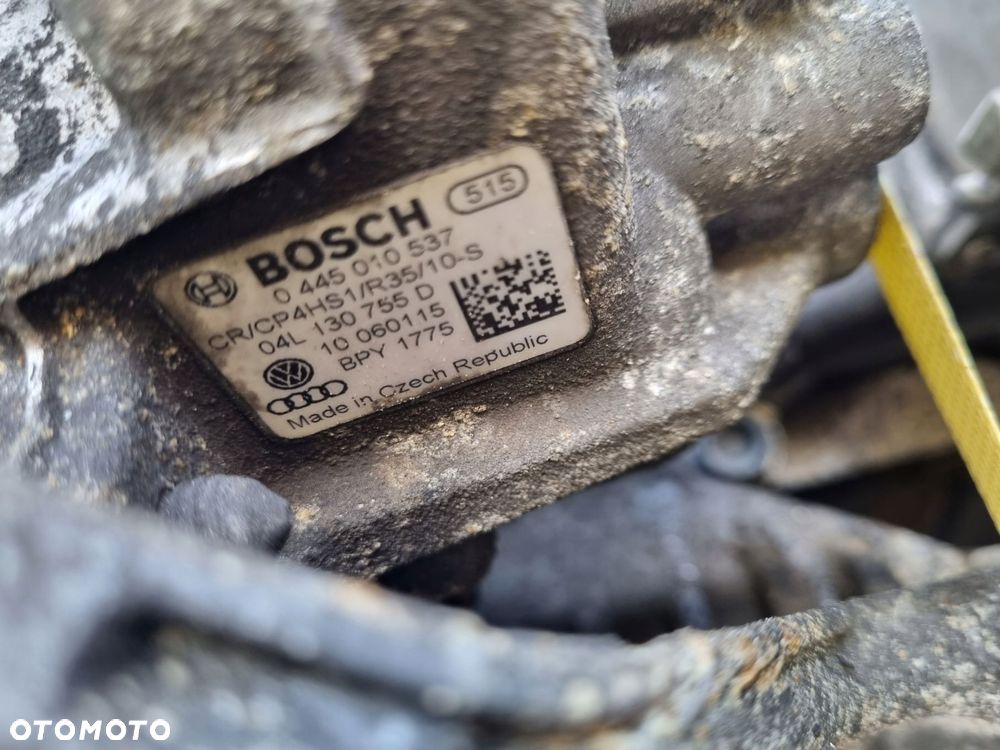 BOSCH 515
0 445 010 537
CR/CP4HS1/R35/10-S
04L 130 755 D
10 060115
BPY 1775
Made in Czech Republic
OTOMOTO